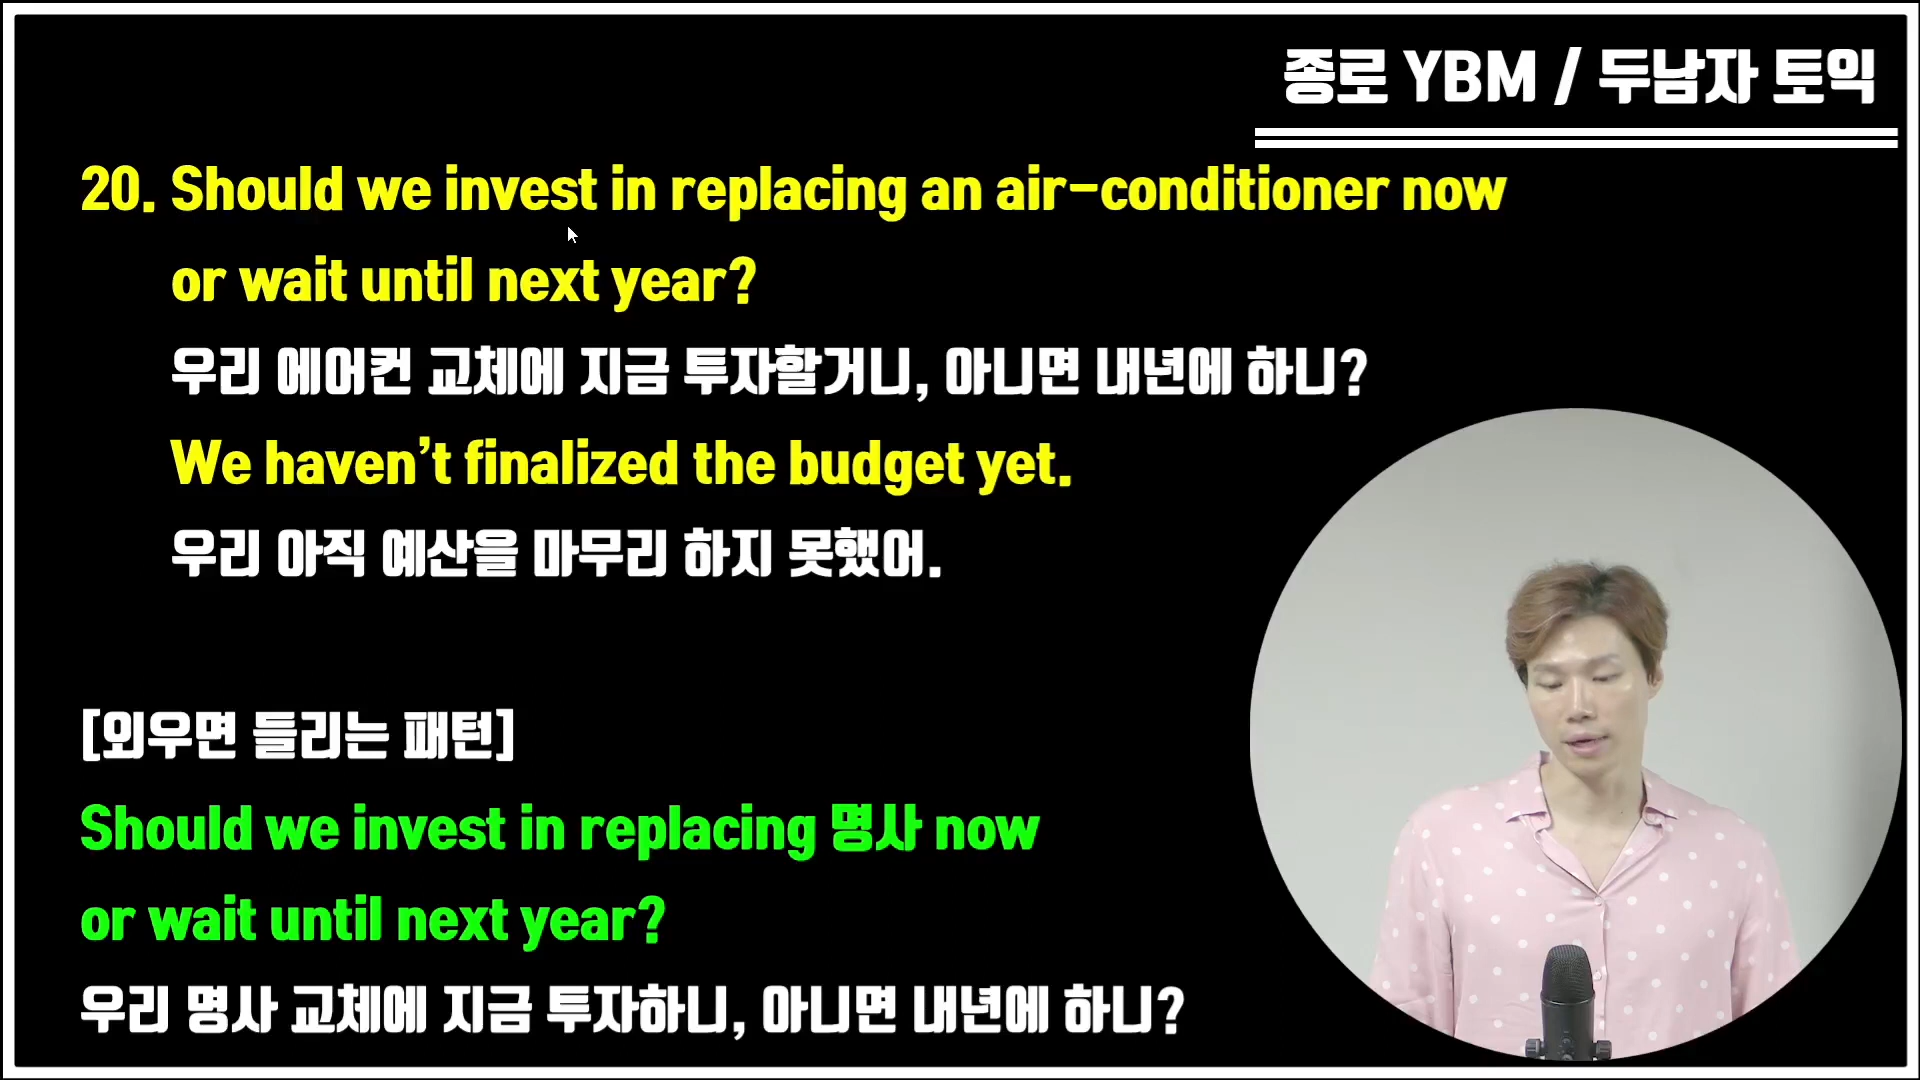 종로 YBM / 두남자 토익
20. Should we invest in replacing an air-conditioner now
or wait until next year?
우리 에어컨 교체에 지금 투자할거니, 아니면 내년에 하니?
We haven't finalized the budget yet.
우리 아직 예산을 마무리 하지 못했어.
[외우면 들리는 패턴]
Should we invest in replacing 명사 now
or wait until next year?
우리 명사 교체에 지금 투자하니, 아니면 내년에 하니?